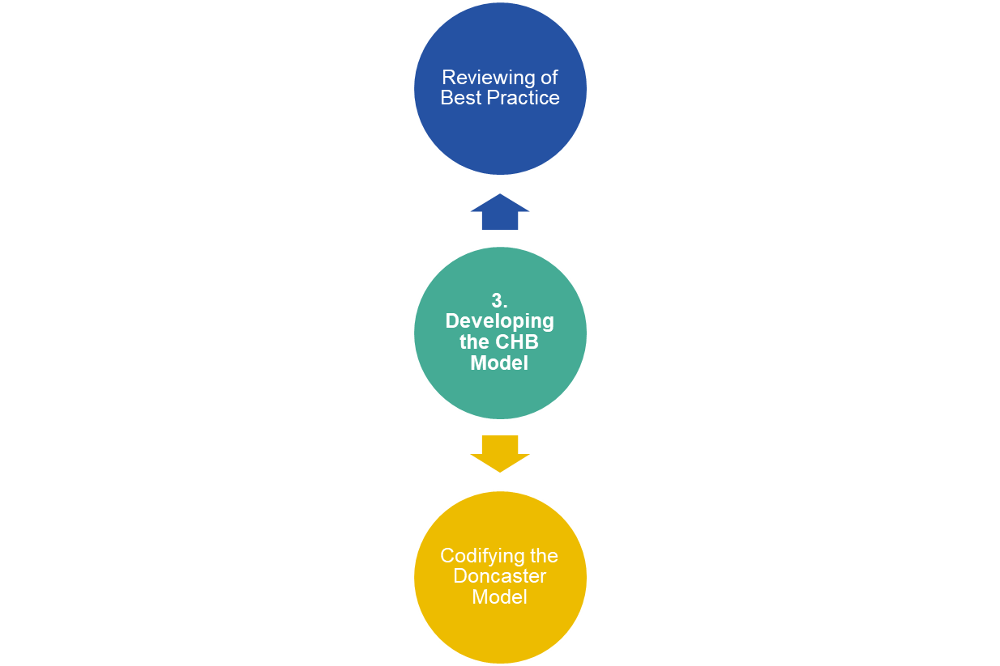 Reviewing of
Best Practice
3.
Developing
the CHB
Model
Codifying the
Doncaster
Model